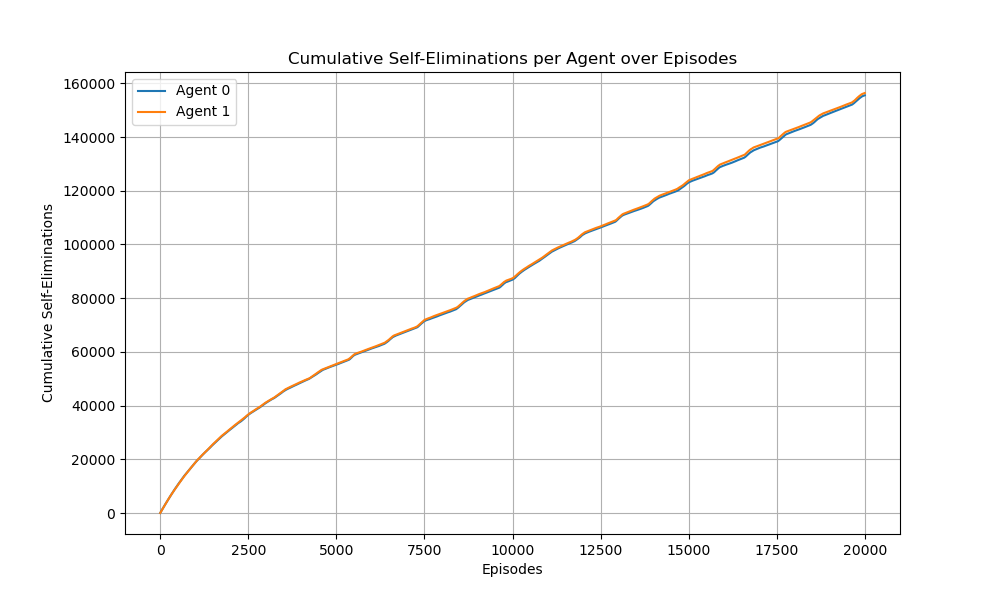 Cumulative Self-Eliminations per Agent over Episodes
Agent 0
Agent 1
160000
140000
120000
100000
80000
60000
40000
20000
0
Cumulative Self-Eliminations
0 2500 5000 7500 10000 12500 15000 17500 20000
Episodes